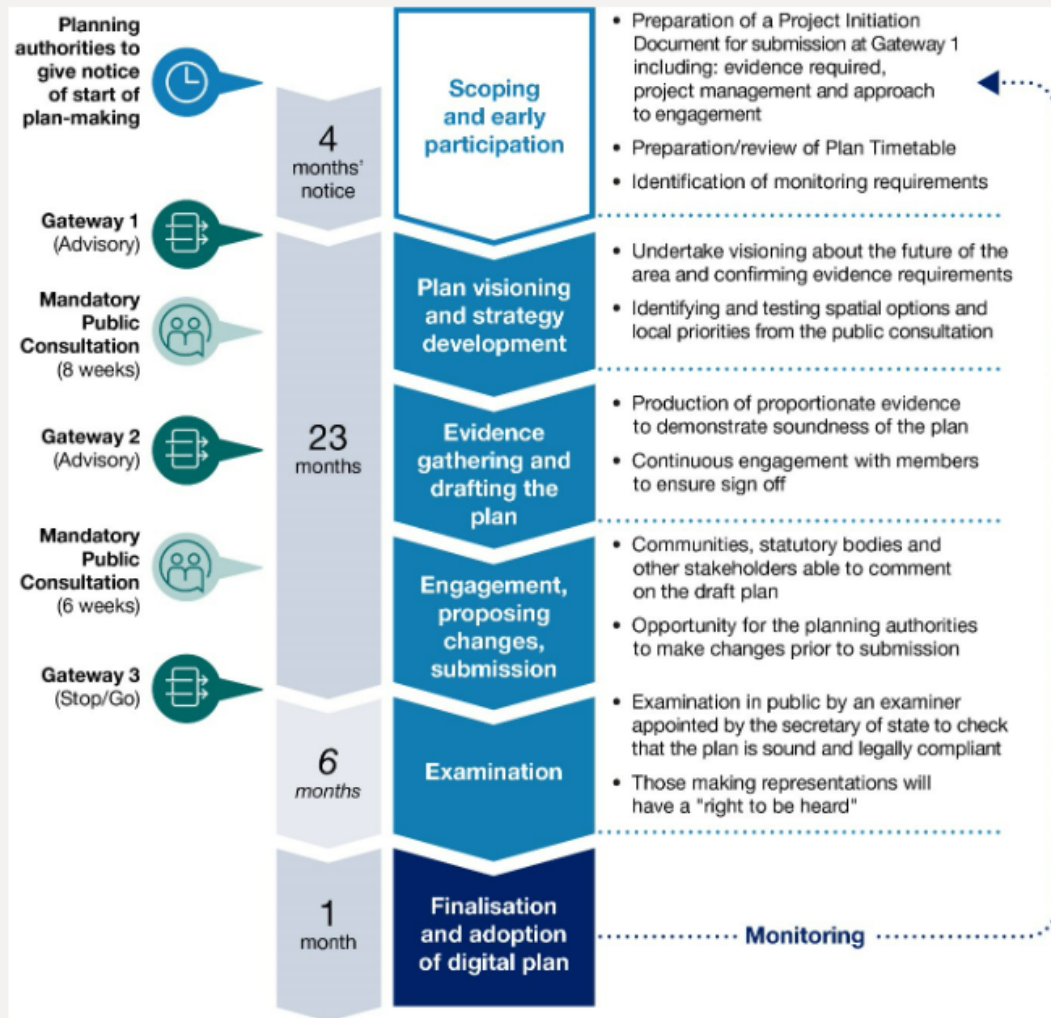 Planning
authorities to
give notice
of start of
plan-making
4
months'
notice
Scoping
and early
participation
• Preparation of a Project Initiation
Document for submission at Gateway 1
including: evidence required,
project management and approach
to engagement
• Preparation/review of Plan Timetable
• Identification of monitoring requirements
Gateway 1
(Advisory)
Mandatory
Public
Consultation
(8 weeks)
Plan visioning
and strategy
development
• Undertake visioning about the future of the
area and confirming evidence requirements
• Identifying and testing spatial options and
local priorities from the public consultation
Gateway 2
(Advisory)
23
months
Evidence
gathering and
drafting the
plan
• Production of proportionate evidence
to demonstrate soundness of the plan
• Continuous engagement with members
to ensure sign off
Mandatory
Public
Consultation
(6 weeks)
Engagement,
proposing
changes,
submission
• Communities, statutory bodies and
other stakeholders able to comment
on the draft plan
• Opportunity for the planning authorities
to make changes prior to submission
Gateway 3
(Stop/Go)
6
months
Examination
• Examination in public by an examiner
appointed by the secretary of state to check
that the plan is sound and legally compliant
• Those making representations will
have a "right to be heard"
1
month
Finalisation
and adoption
of digital plan
Monitoring